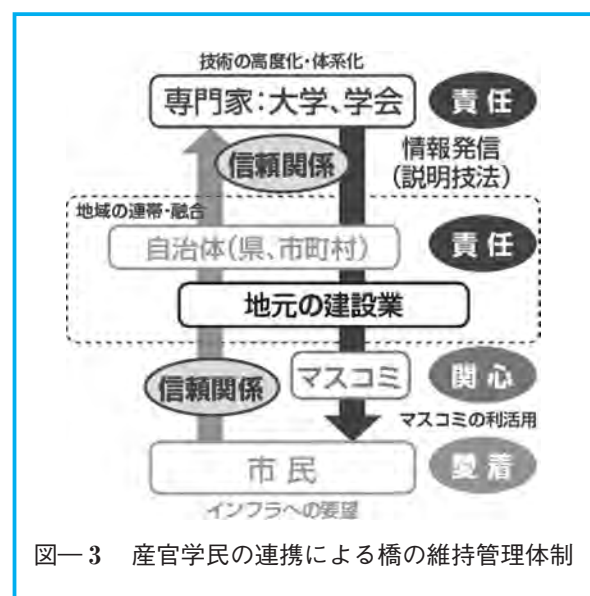 技術の高度化・体系化
専門家:大学、学会
責任
信頼関係
情報発信
(説明技法)
地域の連帯・融合
自治体(県、市町村)
責任
地元の建設業
信頼関係
マスコミ
関心
マスコミの利活用
市民
愛着
インフラへの要望
図―3 産官学民の連携による橋の維持管理体制